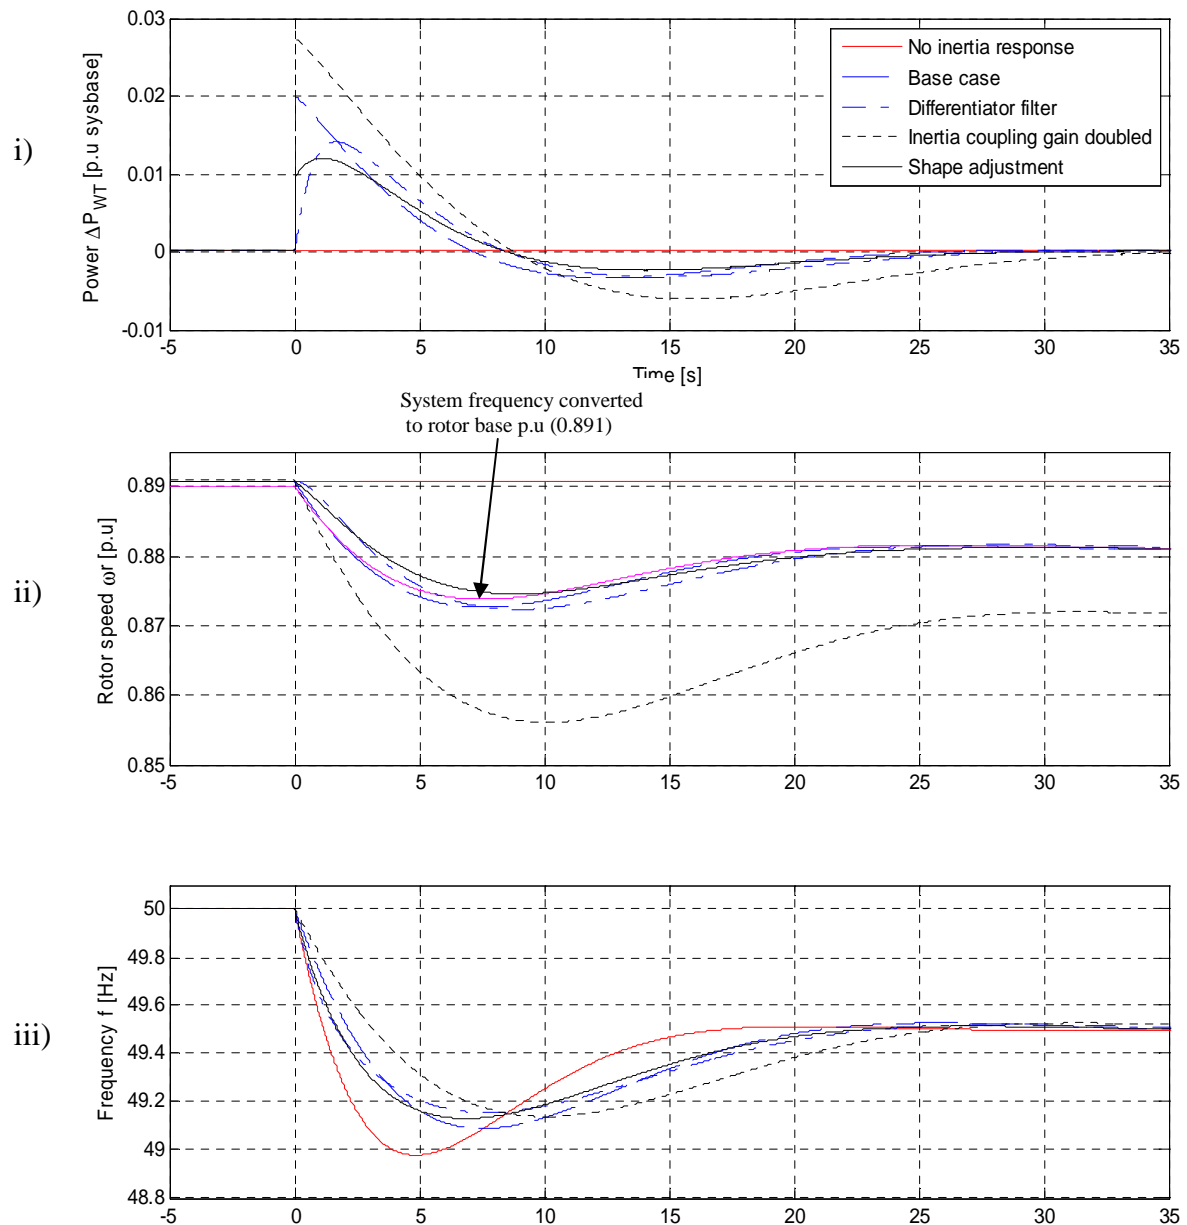 i)
Power ΔP_WT [p.u sysbase]
0.03
0.02
0.01
0
-0.01
No inertia response
Base case
Differentiator filter
Inertia coupling gain doubled
Shape adjustment
-5 0 5 10 15 20 25 30 35
Time [s]
System frequency converted
to rotor base p.u (0.891)
ii)
Rotor speed ωr [p.u]
0.89
0.88
0.87
0.86
0.85
-5 0 5 10 15 20 25 30 35
iii)
Frequency f [Hz]
50
49.8
49.6
49.4
49.2
49
48.8
-5 0 5 10 15 20 25 30 35